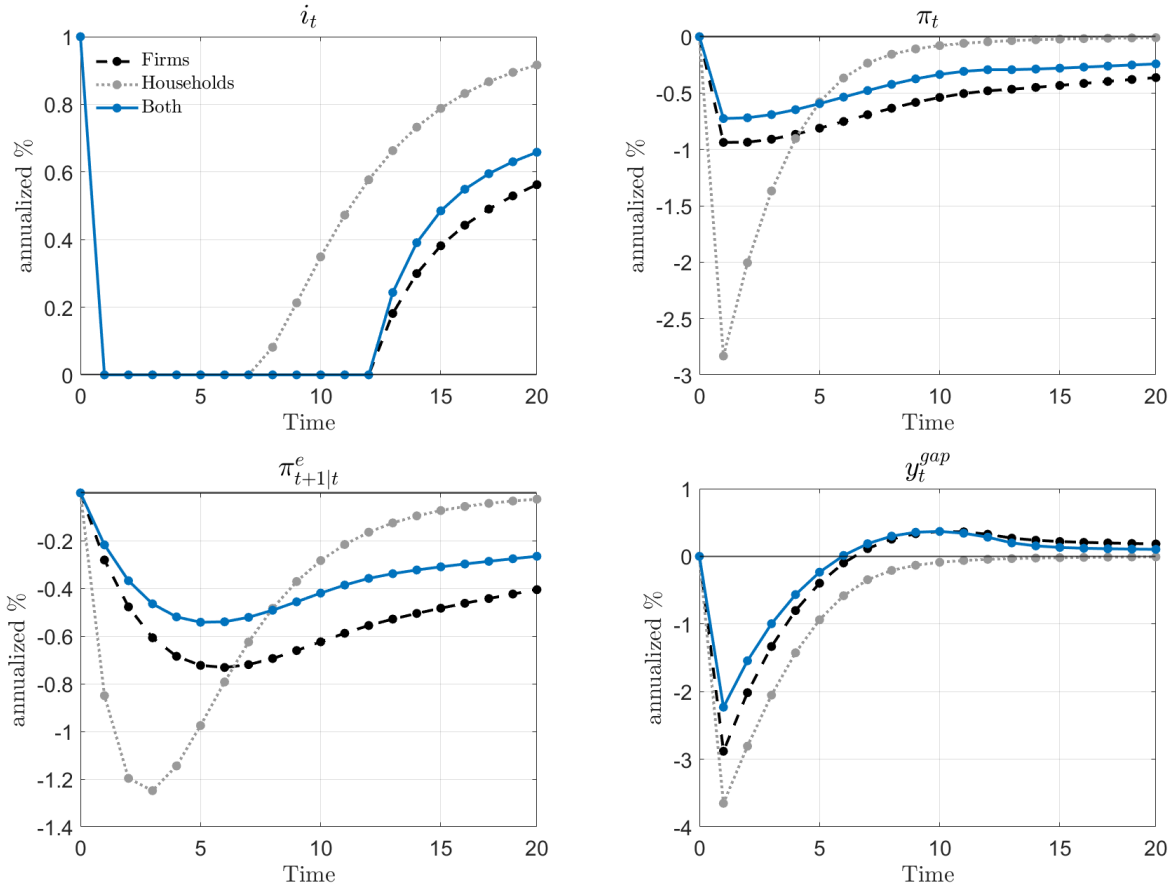 i_t
1
0.8
0.6
0.4
0.2
0
annualized %
Firms
Households
Both
0 5 10 15 20
Time
π_t
0
-0.5
-1
-1.5
-2
-2.5
-3
annualized %
0 5 10 15 20
Time
π^e_{t+1|t}
-0.2
-0.4
-0.6
-0.8
-1
-1.2
-1.4
annualized %
0 5 10 15 20
Time
y_t^{gap}
1
0
-1
-2
-3
-4
annualized %
0 5 10 15 20
Time